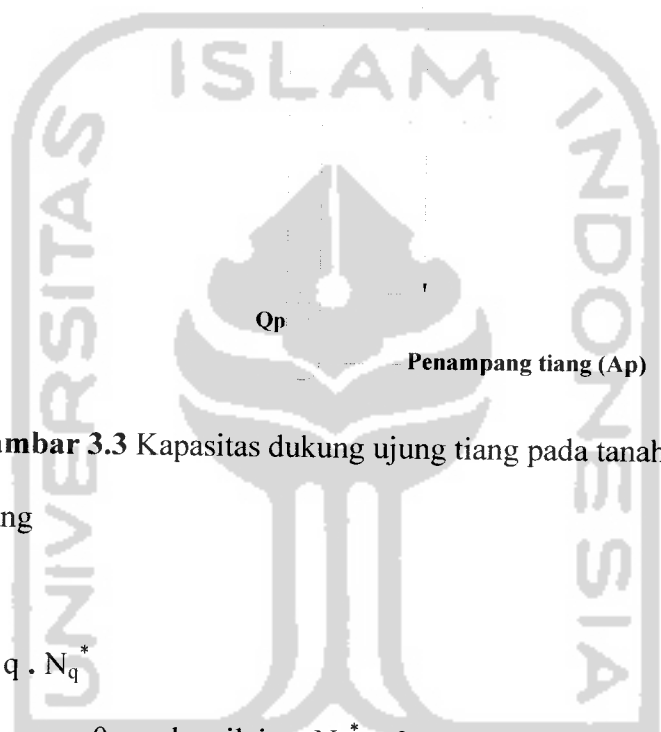 ISLAM
UNIVERSITAS
INDONESIA
Qp
Penampang tiang (Ap)
mbar 3.3 Kapasitas dukung ujung tiang pada tanah
ng
q . Nq*